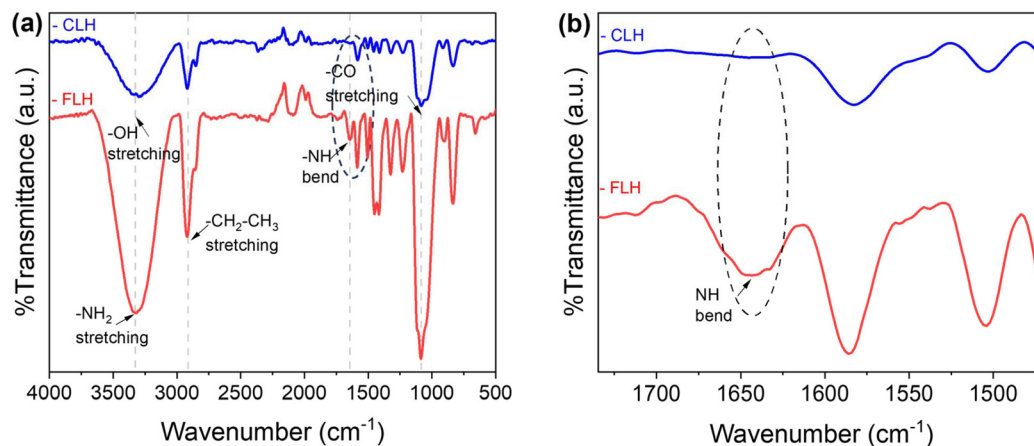 (a)
- CLH
- FLH
-OH
stretching
-NH₂
stretching
-CH₂-CH₃
stretching
-NH
bend
-CO
stretching
%Transmittance (a.u.)
4000 3500 3000 2500 2000 1500 1000 500
Wavenumber (cm⁻¹)
(b)
- CLH
- FLH
NH
bend
%Transmittance (a.u.)
1700 1650 1600 1550 1500
Wavenumber (cm⁻¹)